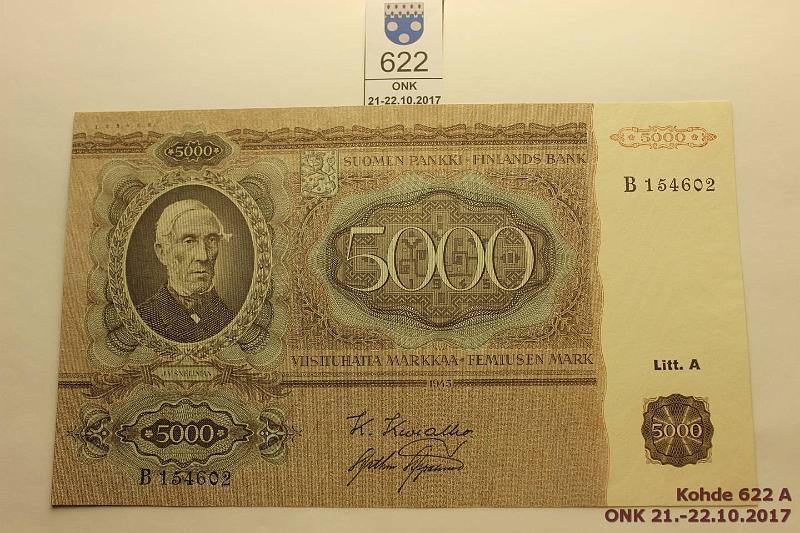 622
ONK
21-22.10.2017
5000
5000
SUOMEN PANKKI · FINLANDS BANK
B 154602
5000
VIISITUHATTA MARKKAA · FEMTUSEN MARK
Litt. A
J.V. SNELLMAN
1945
5000
5000
B 154602
Kohde 622 A
ONK 21.-22.10.2017